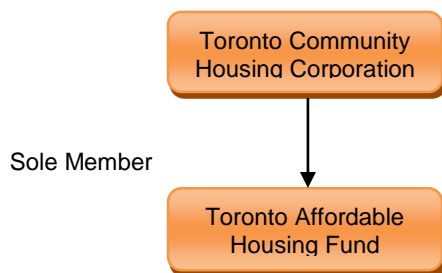 Toronto Community
Housing Corporation
Sole Member
Toronto Affordable
Housing Fund